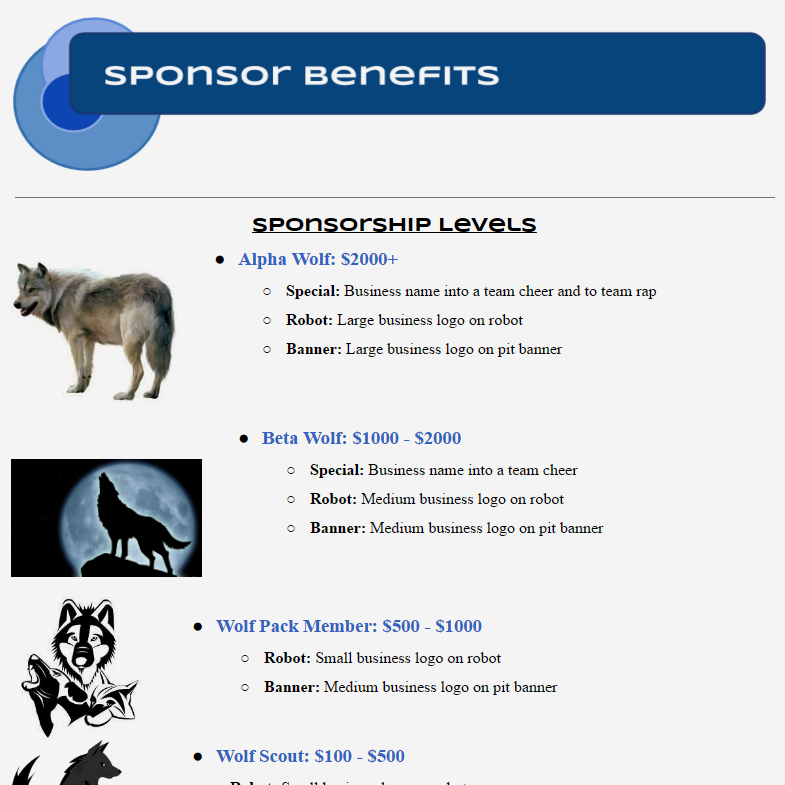 Sponsor Benefits
Sponsorship Levels
● Alpha Wolf: $2000+
○ Special: Business name into a team cheer and to team rap
○ Robot: Large business logo on robot
○ Banner: Large business logo on pit banner
● Beta Wolf: $1000 - $2000
○ Special: Business name into a team cheer
○ Robot: Medium business logo on robot
○ Banner: Medium business logo on pit banner
● Wolf Pack Member: $500 - $1000
○ Robot: Small business logo on robot
○ Banner: Medium business logo on pit banner
● Wolf Scout: $100 - $500